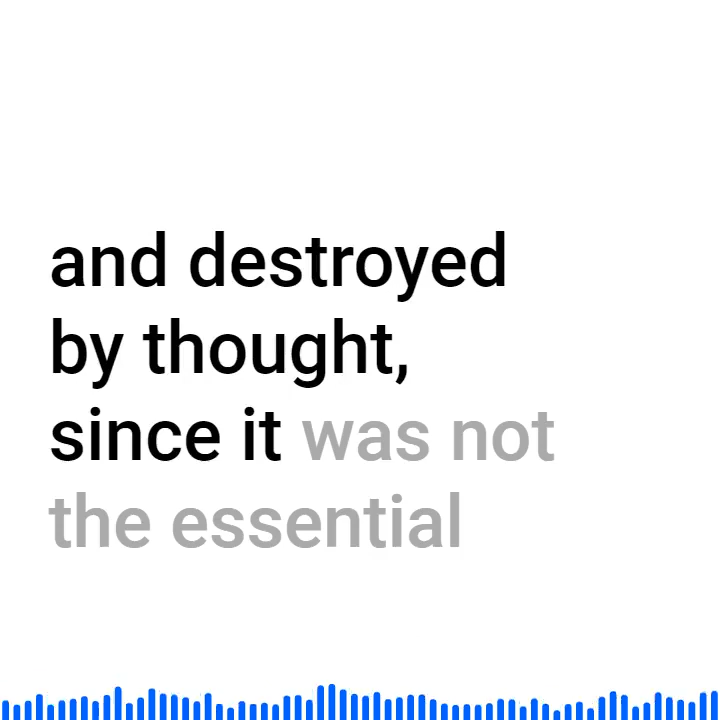 and destroyed
by thought,
since it was not
the essential